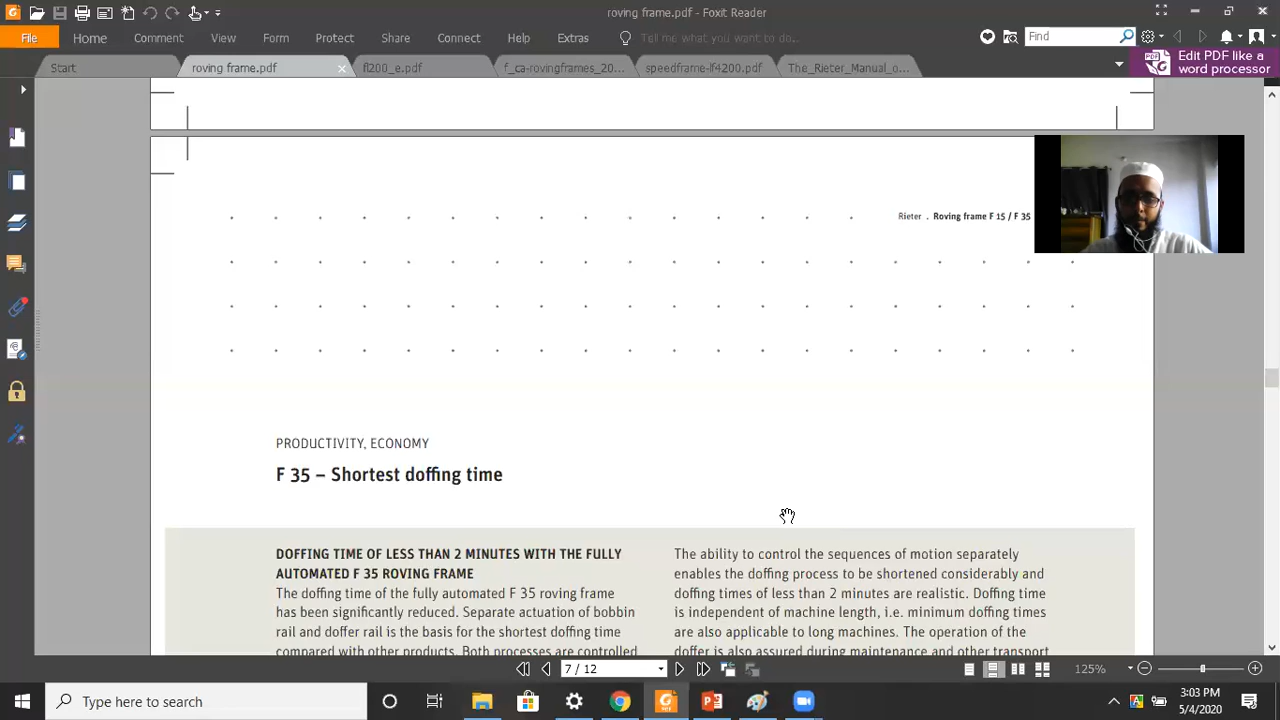 roving frame.pdf - Foxit Reader
File Home Comment View Form Protect Share Connect Help Extras Tell me what you want to do... Find
Start roving frame.pdf fl200_e.pdf f_ca-rovingframes_20... speedframe-lf4200.pdf The_Rieter_Manual_o...
Edit PDF like a
word processor
Rieter . Roving frame F 15 / F 35
PRODUCTIVITY, ECONOMY
F 35 – Shortest doffing time
DOFFING TIME OF LESS THAN 2 MINUTES WITH THE FULLY
AUTOMATED F 35 ROVING FRAME
The doffing time of the fully automated F 35 roving frame
has been significantly reduced. Separate actuation of bobbin
rail and doffer rail is the basis for the shortest doffing time
compared with other products. Both processes are controlled
The ability to control the sequences of motion separately
enables the doffing process to be shortened considerably and
doffing times of less than 2 minutes are realistic. Doffing time
is independent of machine length, i.e. minimum doffing times
are also applicable to long machines. The operation of the
doffer is also assured during maintenance and other transport
7 / 12
125%
Type here to search
3:03 PM
5/4/2020